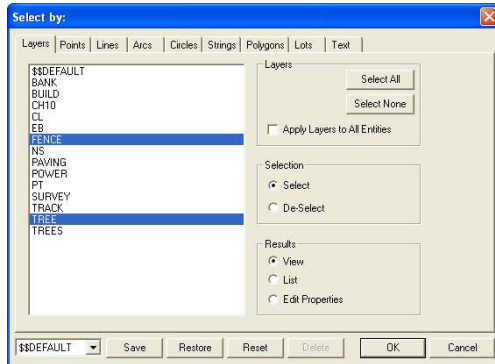 Select by:
Layers Points Lines Arcs Circles Strings Polygons Lots Text
$$DEFAULT
BANK
BUILD
CH10
CL
EB
FENCE
NS
PAVING
POWER
PT
SURVEY
TRACK
TREE
TREES
Layers
Select All
Select None
Apply Layers to All Entities
Selection
Select
De-Select
Results
View
List
Edit Properties
$$DEFAULT Save Restore Reset Delete OK Cancel